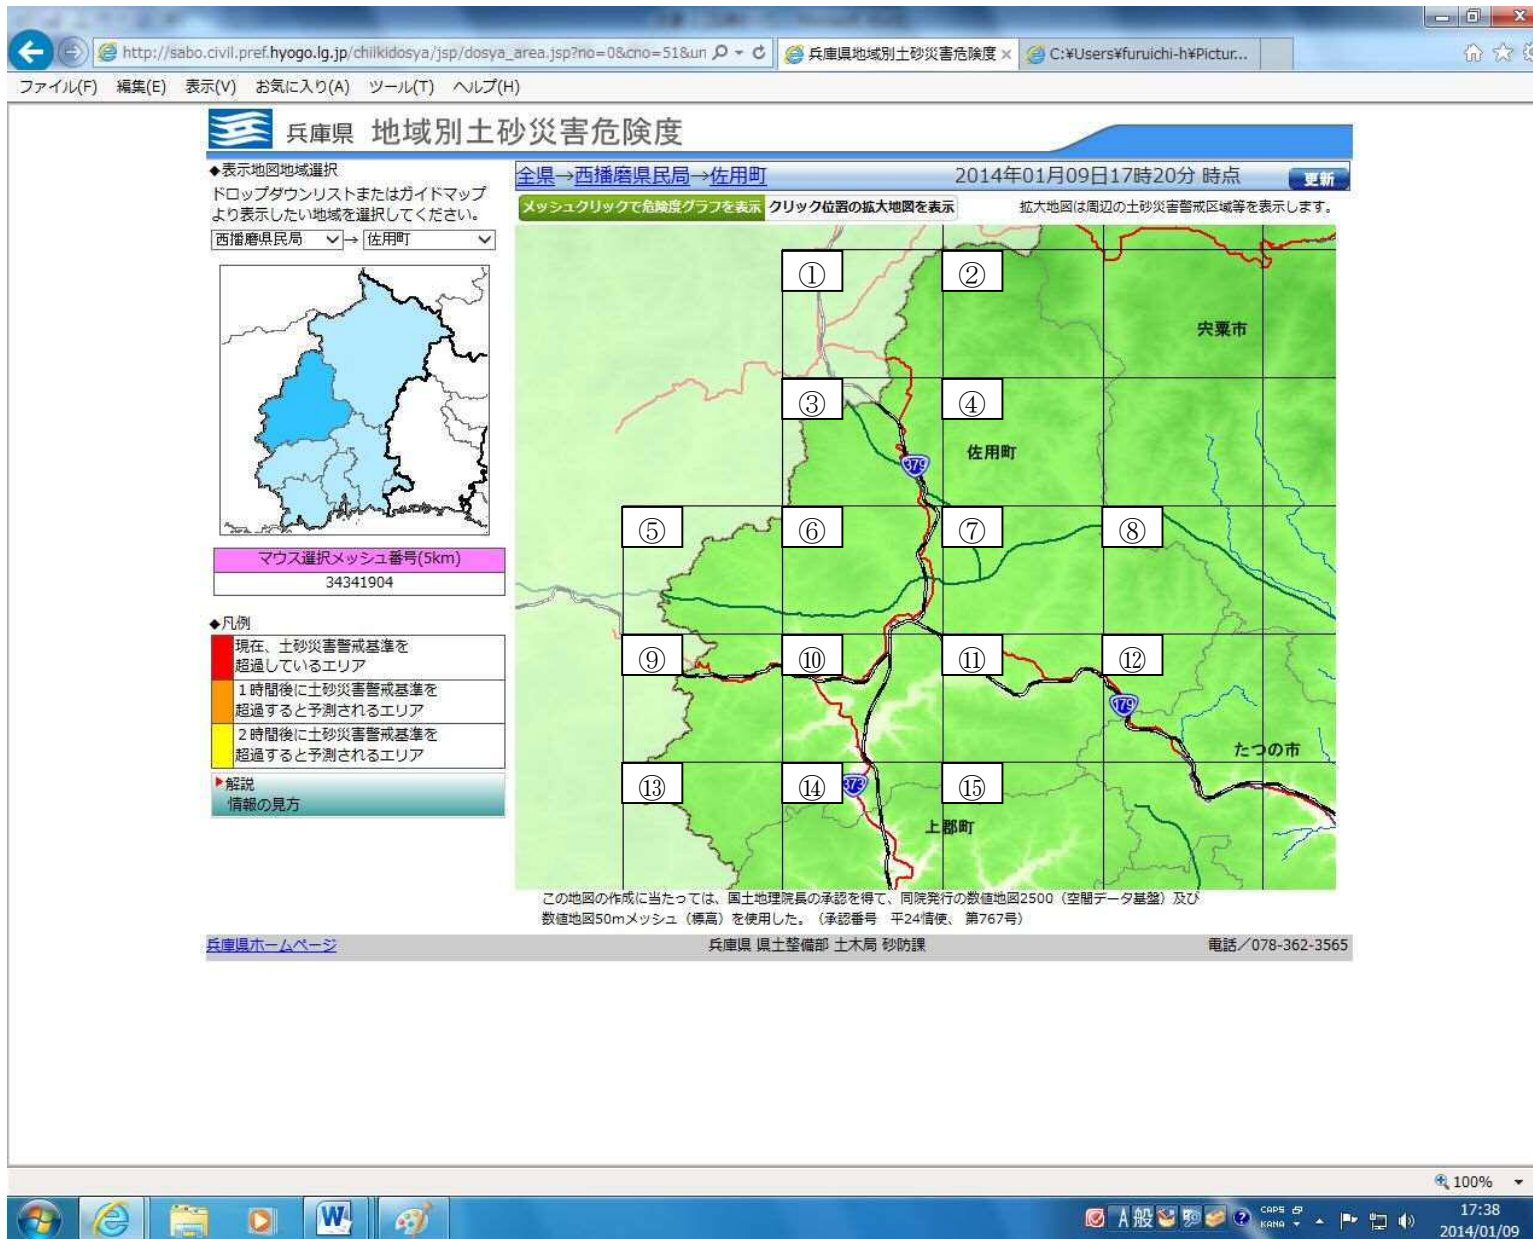 http://sabo.civil.pref.hyogo.lg.jp/chiikidosya/jsp/dosya_area.jsp?no=0&cno=51&un
兵庫県地域別土砂災害危険度
C:¥Users¥furuichi-h¥Pictur...
ファイル(F) 編集(E) 表示(V) お気に入り(A) ツール(T) ヘルプ(H)
兵庫県 地域別土砂災害危険度
◆表示地図地域選択
ドロップダウンリストまたはガイドマップ
より表示したい地域を選択してください。
西播磨県民局 → 佐用町
マウス選択メッシュ番号(5km)
34341904
◆凡例
現在、土砂災害警戒基準を
超過しているエリア
1時間後に土砂災害警戒基準を
超過すると予測されるエリア
2時間後に土砂災害警戒基準を
超過すると予測されるエリア
解説
情報の見方
全県→西播磨県民局→佐用町
2014年01月09日17時20分 時点
更新
メッシュクリックで危険度グラフを表示
クリック位置の拡大地図を表示
拡大地図は周辺の土砂災害警戒区域等を表示します。
① ②
宍粟市
③ ④
佐用町
379
⑤ ⑥ ⑦ ⑧
⑨ ⑩ ⑪ ⑫
179
たつの市
⑬ ⑭ 373 ⑮
上郡町
この地図の作成に当たっては、国土地理院長の承認を得て、同院発行の数値地図2500(空間データ基盤)及び
数値地図50mメッシュ(標高)を使用した。(承認番号 平24情使、 第767号)
兵庫県ホームページ
兵庫県 県土整備部 土木局 砂防課
電話/078-362-3565
100%
A 般
CAPS
KANA
17:38
2014/01/09